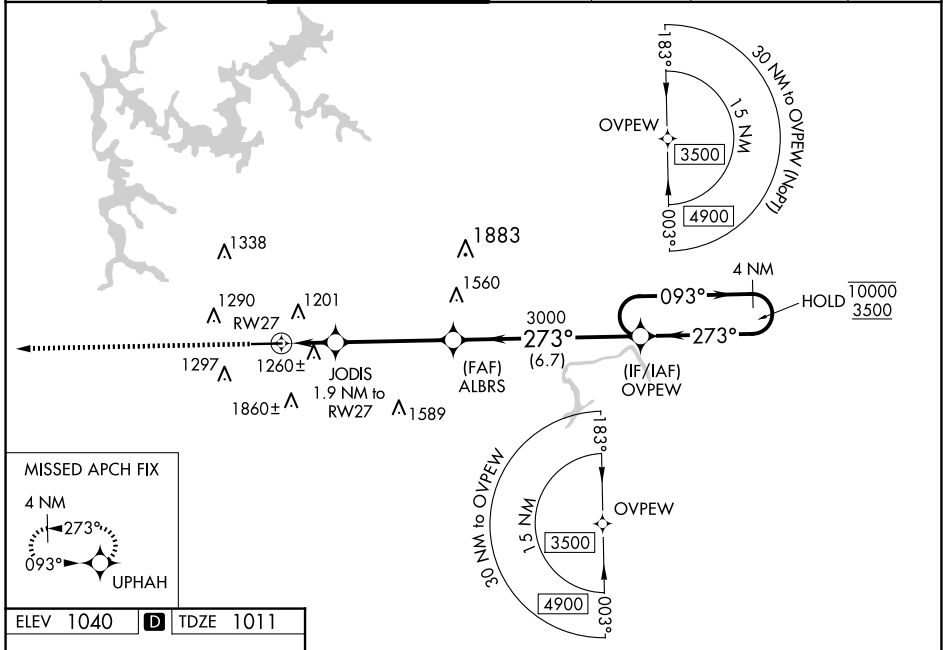 183°
30 NM to OVPEW (NoPT)
15 NM
OVPEW
3500
4900
003°
1338
1883
1290
1201
1560
RW27
4 NM
093°
HOLD 10000
3500
3000
273°
273°
(6.7)
1297
1260±
JODIS
1.9 NM to
RW27
(FAF)
ALBRS
(IF/IAF)
OVPEW
1860±
1589
183°
30 NM to OVPEW
15 NM
OVPEW
3500
4900
003°
MISSED APCH FIX
4 NM
273°
093°
UPHAH
ELEV 1040 D TDZE 1011